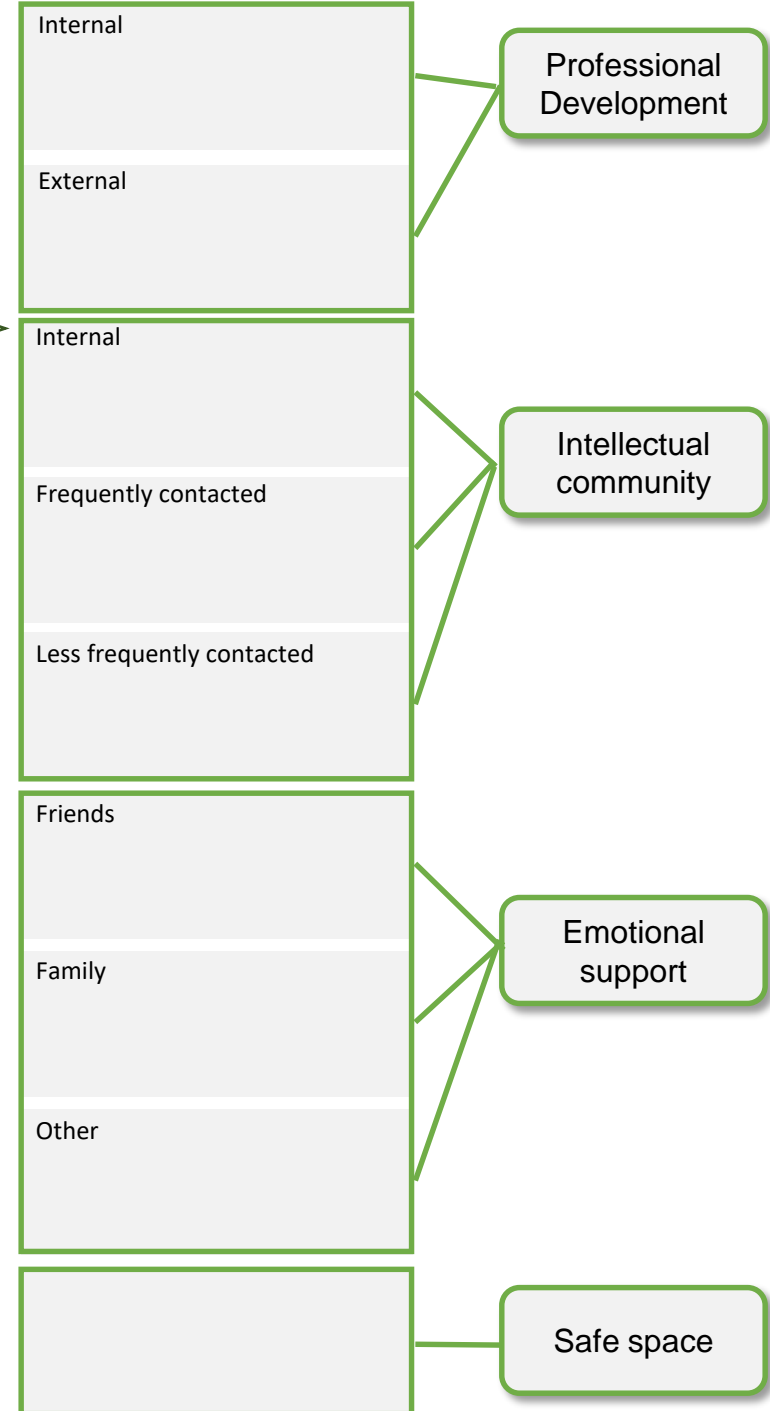 Internal
Professional
Development
External
Internal
Intellectual
community
Frequently contacted
Less frequently contacted
Friends
Emotional
support
Family
Other
Safe space